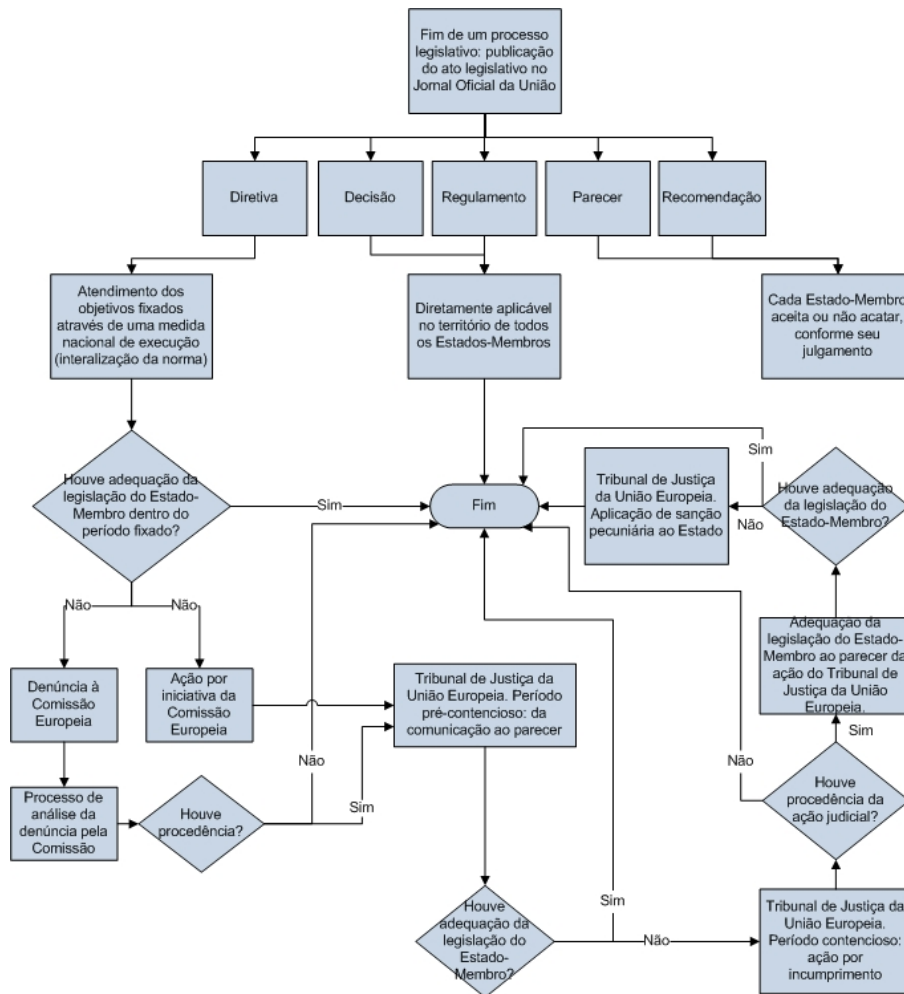 Fim de um processo
legislativo: publicação
do ato legislativo no
Jornal Oficial da União
Diretiva
Decisão
Regulamento
Parecer
Recomendação
Atendimento dos
objetivos fixados
através de uma medida
nacional de execução
(interalização da norma)
Diretamente aplicável
no território de todos
os Estados-Membros
Cada Estado-Membro
aceita ou não acatar,
conforme seu
julgamento
Houve adequação da
legislação do Estado-
Membro dentro do
período fixado?
Sim
Fim
Tribunal de Justiça
da União Europeia.
Aplicação de sanção
pecuniária ao Estado
Sim
Não
Houve adequação
da legislação do
Estado-Membro?
Não
Não
Denúncia à
Comissão
Europeia
Ação por
iniciativa da
Comissão
Europeia
Tribunal de Justiça da
União Europeia. Período
pré-contencioso: da
comunicação ao parecer
Adequação da
legislação do Estado-
Membro ao parecer da
ação do Tribunal de
Justiça da União
Europeia.
Sim
Processo de
análise da
denúncia pela
Comissão
Houve
procedência?
Não
Sim
Não
Houve
procedência da
ação judicial?
Houve
adequação da
legislação do
Estado-
Membro?
Sim
Não
Tribunal de Justiça da
União Europeia.
Período contencioso:
ação por
incumprimento